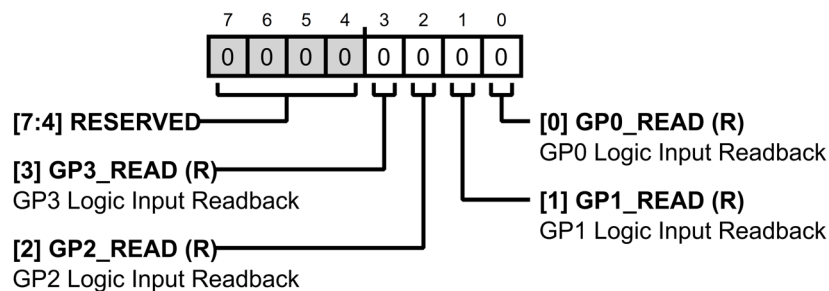 7 6 5 4 3 2 1 0
0 0 0 0 0 0 0 0
[7:4] RESERVED
[3] GP3_READ (R)
GP3 Logic Input Readback
[2] GP2_READ (R)
GP2 Logic Input Readback
[0] GP0_READ (R)
GP0 Logic Input Readback
[1] GP1_READ (R)
GP1 Logic Input Readback